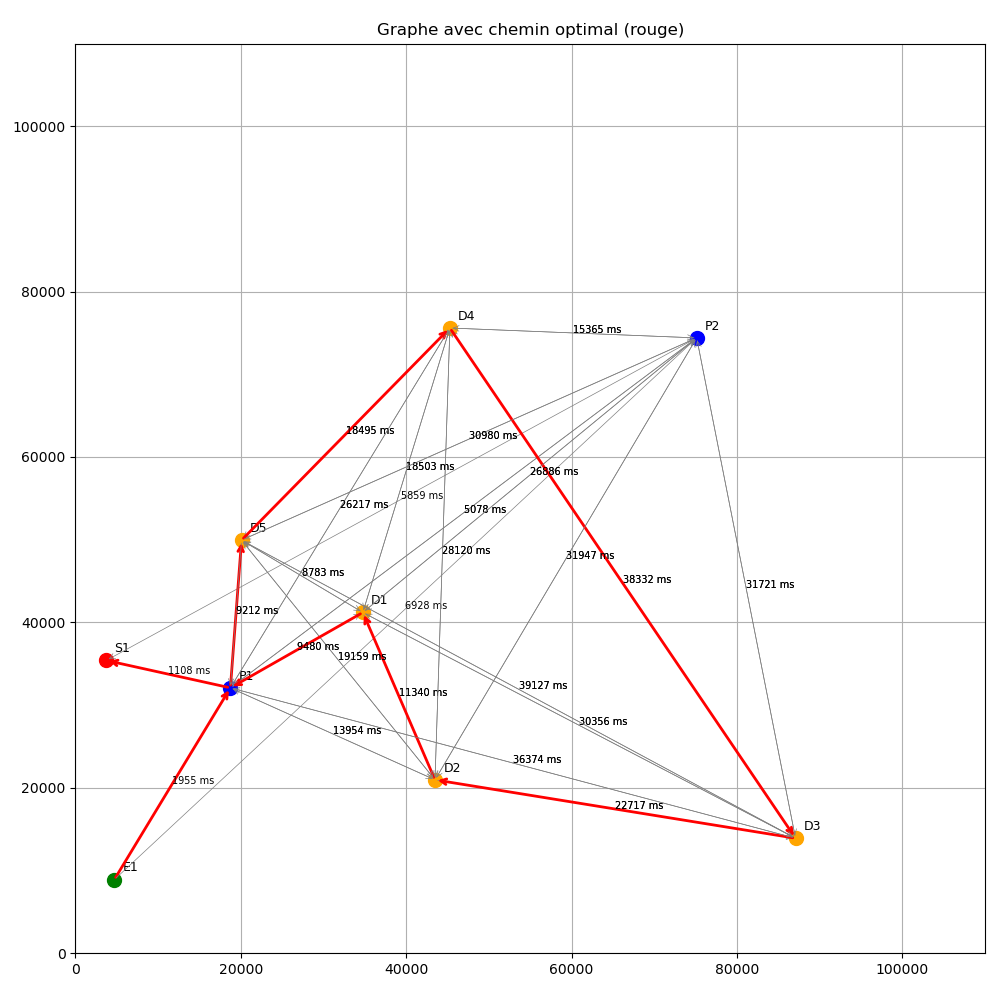 Graphe avec chemin optimal (rouge)
100000
80000
60000
40000
20000
0
0
20000
40000
60000
80000
100000
D4
P2
15365 ms
18495 ms
30980 ms
18503 ms
26886 ms
5859 ms
26217 ms
5078 ms
D5
28120 ms
31947 ms
8783 ms
38332 ms
31721 ms
D1
6928 ms
9212 ms
S1
9480 ms
19159 ms
1108 ms
P1
39127 ms
11340 ms
30356 ms
13954 ms
36374 ms
D2
1955 ms
22717 ms
D3
E1